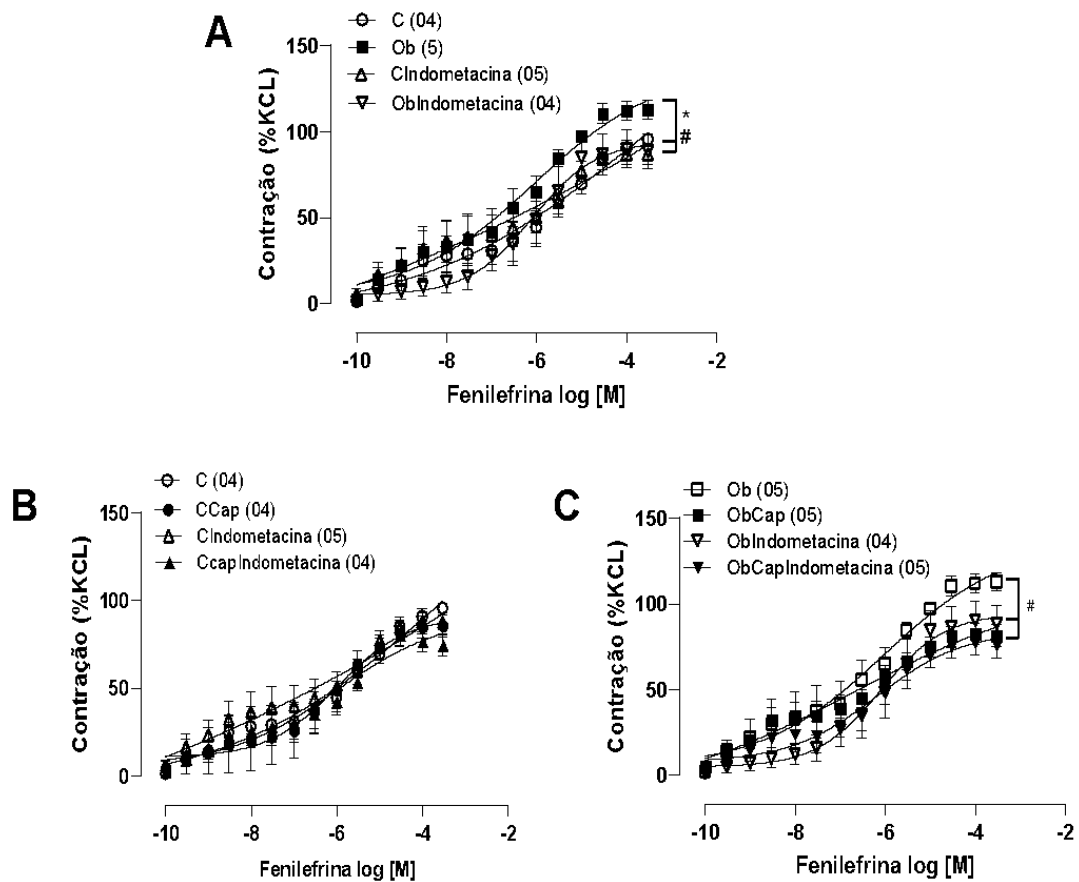 A
C (04)
Ob (5)
CIndometacina (05)
ObIndometacina (04)
Contração (%KCL)
150
100
50
0
*
#
-10 -8 -6 -4 -2
Fenilefrina log [M]
B
C (04)
CCap (04)
CIndometacina (05)
CcapIndometacina (04)
Contração (%KCL)
150
100
50
0
-10 -8 -6 -4 -2
Fenilefrina log [M]
C
Ob (05)
ObCap (05)
ObIndometacina (04)
ObCapIndometacina (05)
Contração (%KCL)
150
100
50
0
#
-10 -8 -6 -4 -2
Fenilefrina log [M]